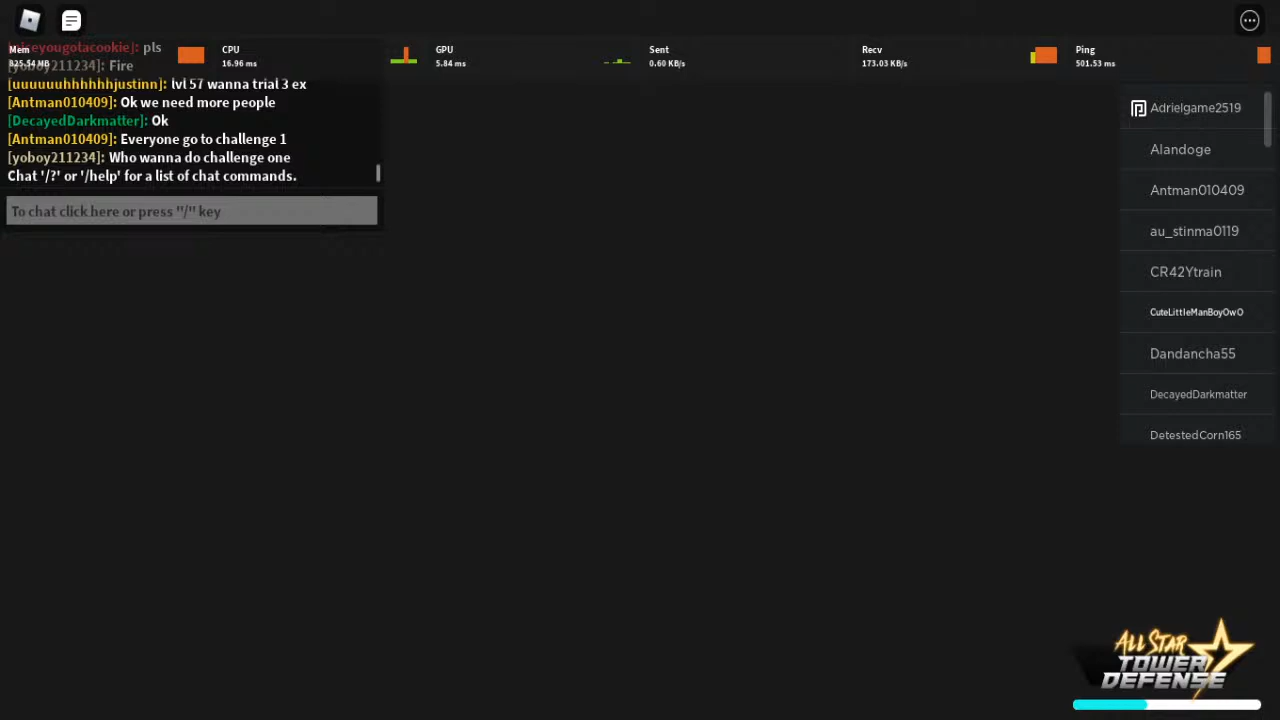 [iceyougotacookie]: pls
Mem
825.54 MB
CPU
16.96 ms
GPU
5.84 ms
Sent
0.60 KB/s
Recv
173.03 KB/s
Ping
501.53 ms
[yoboy211234]: Fire
[uuuuuuhhhhhhjustinn]: lvl 57 wanna trial 3 ex
[Antman010409]: Ok we need more people
[DecayedDarkmatter]: Ok
[Antman010409]: Everyone go to challenge 1
[yoboy211234]: Who wanna do challenge one
Chat '/?' or '/help' for a list of chat commands.
To chat click here or press "/" key
Adrielgame2519
Alandoge
Antman010409
au_stinma0119
CR42Ytrain
CuteLittleManBoyOwO
Dandancha55
DecayedDarkmatter
DetestedCorn165
ALL STAR
TOWER
DEFENSE